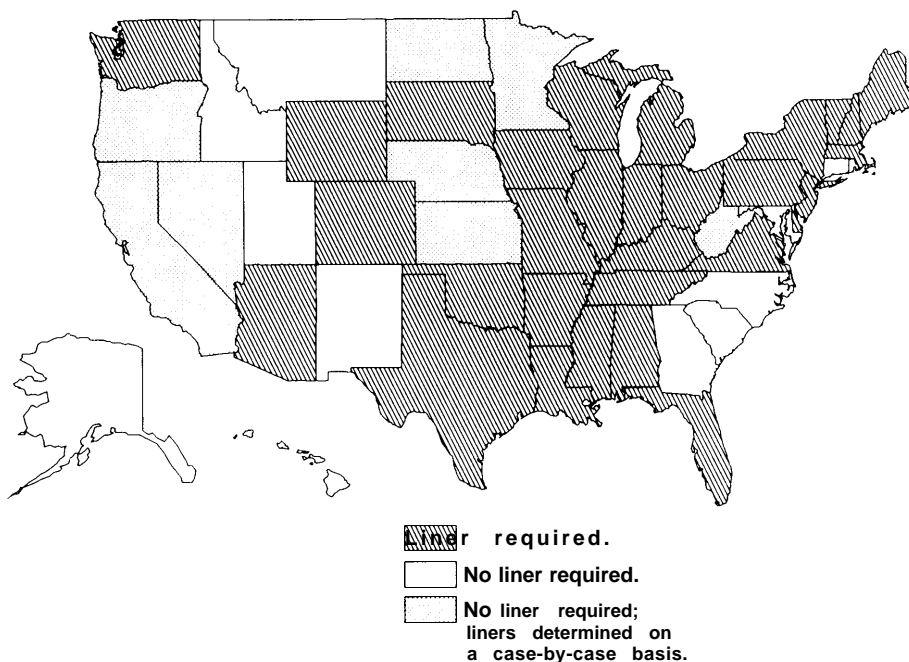 Liner required.
No liner required.
No liner required;
liners determined on
a case-by-case basis.